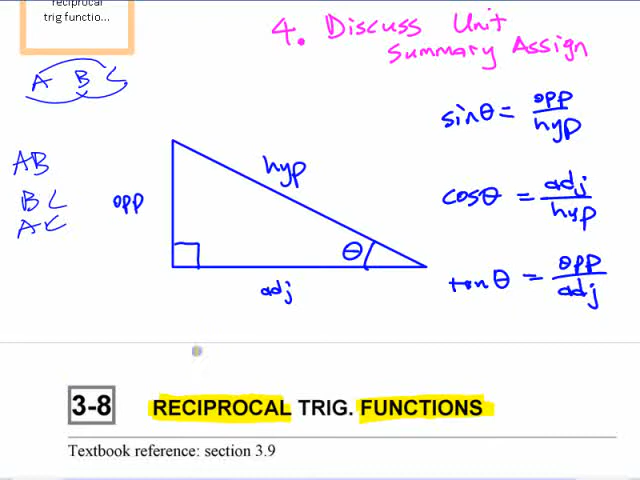 reciprocal
trig functio...
4. Discuss Unit
Summary Assign
A B C
AB
BC
AC
opp
hyp
θ
adj
sinθ = opp/hyp
cosθ = adj/hyp
tanθ = opp/adj
3-8 RECIPROCAL TRIG. FUNCTIONS
Textbook reference: section 3.9